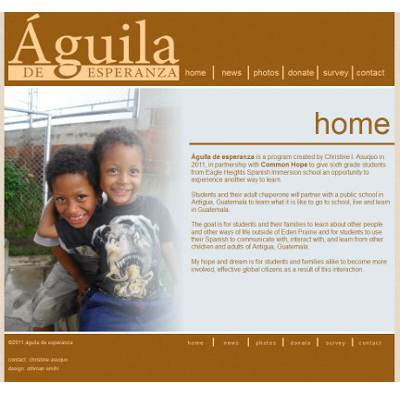 Águila
DE ESPERANZA
home | news | photos | donate | survey | contact
home
Águila de esperanza is a program created by Christine I. Asuquo in
2011, in partnership with Common Hope to give sixth grade students
from Eagle Heights Spanish Immersion school an opportunity to
experience another way to learn.
Students and their adult chaperone will partner with a public school in
Antigua, Guatemala to learn what it is like to go to school, live and learn
in Guatemala.
The goal is for students and their families to learn about other people
and other ways of life outside of Eden Prairie and for students to use
their Spanish to communicate with, interact with, and learn from other
children and adults of Antigua, Guatemala.
My hope and dream is for students and families alike to become more
involved, effective global citizens as a result of this interaction.
©2011 águila de esperanza
home | news | photos | donate | survey | contact
contact: christine asuquo
design: othman